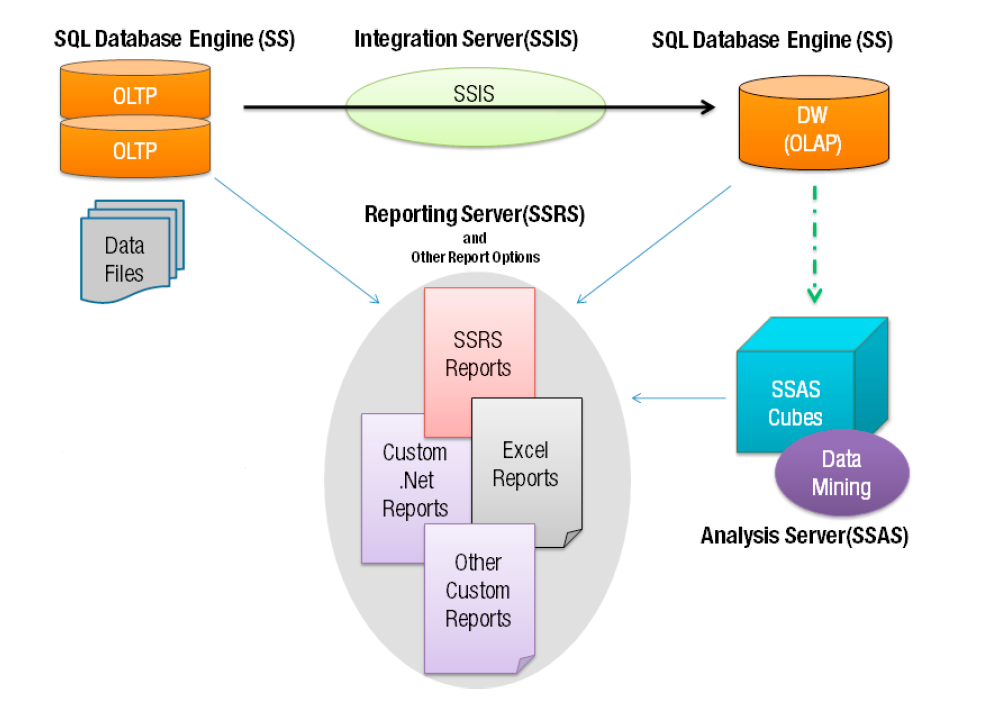 SQL Database Engine (SS)
Integration Server(SSIS)
SQL Database Engine (SS)
OLTP
OLTP
SSIS
DW
(OLAP)
Data
Files
Reporting Server(SSRS)
and
Other Report Options
SSRS
Reports
Custom
.Net
Reports
Excel
Reports
Other
Custom
Reports
SSAS
Cubes
Data
Mining
Analysis Server(SSAS)